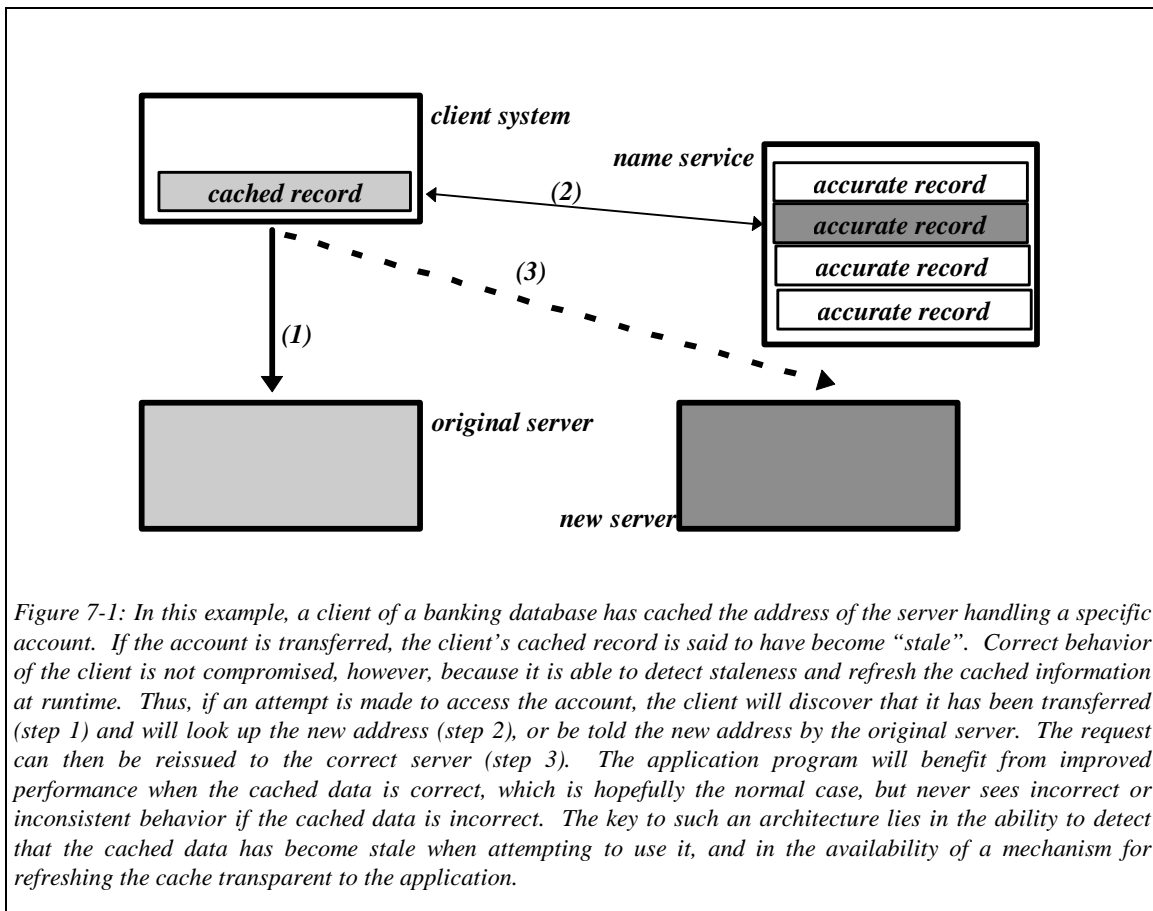 client system
name service
cached record
(2)
accurate record
accurate record
accurate record
accurate record
(3)
(1)
original server
new server
Figure 7-1: In this example, a client of a banking database has cached the address of the server handling a specific
account. If the account is transferred, the client's cached record is said to have become “stale”. Correct behavior
of the client is not compromised, however, because it is able to detect staleness and refresh the cached information
at runtime. Thus, if an attempt is made to access the account, the client will discover that it has been transferred
(step 1) and will look up the new address (step 2), or be told the new address by the original server. The request
can then be reissued to the correct server (step 3). The application program will benefit from improved
performance when the cached data is correct, which is hopefully the normal case, but never sees incorrect or
inconsistent behavior if the cached data is incorrect. The key to such an architecture lies in the ability to detect
that the cached data has become stale when attempting to use it, and in the availability of a mechanism for
refreshing the cache transparent to the application.